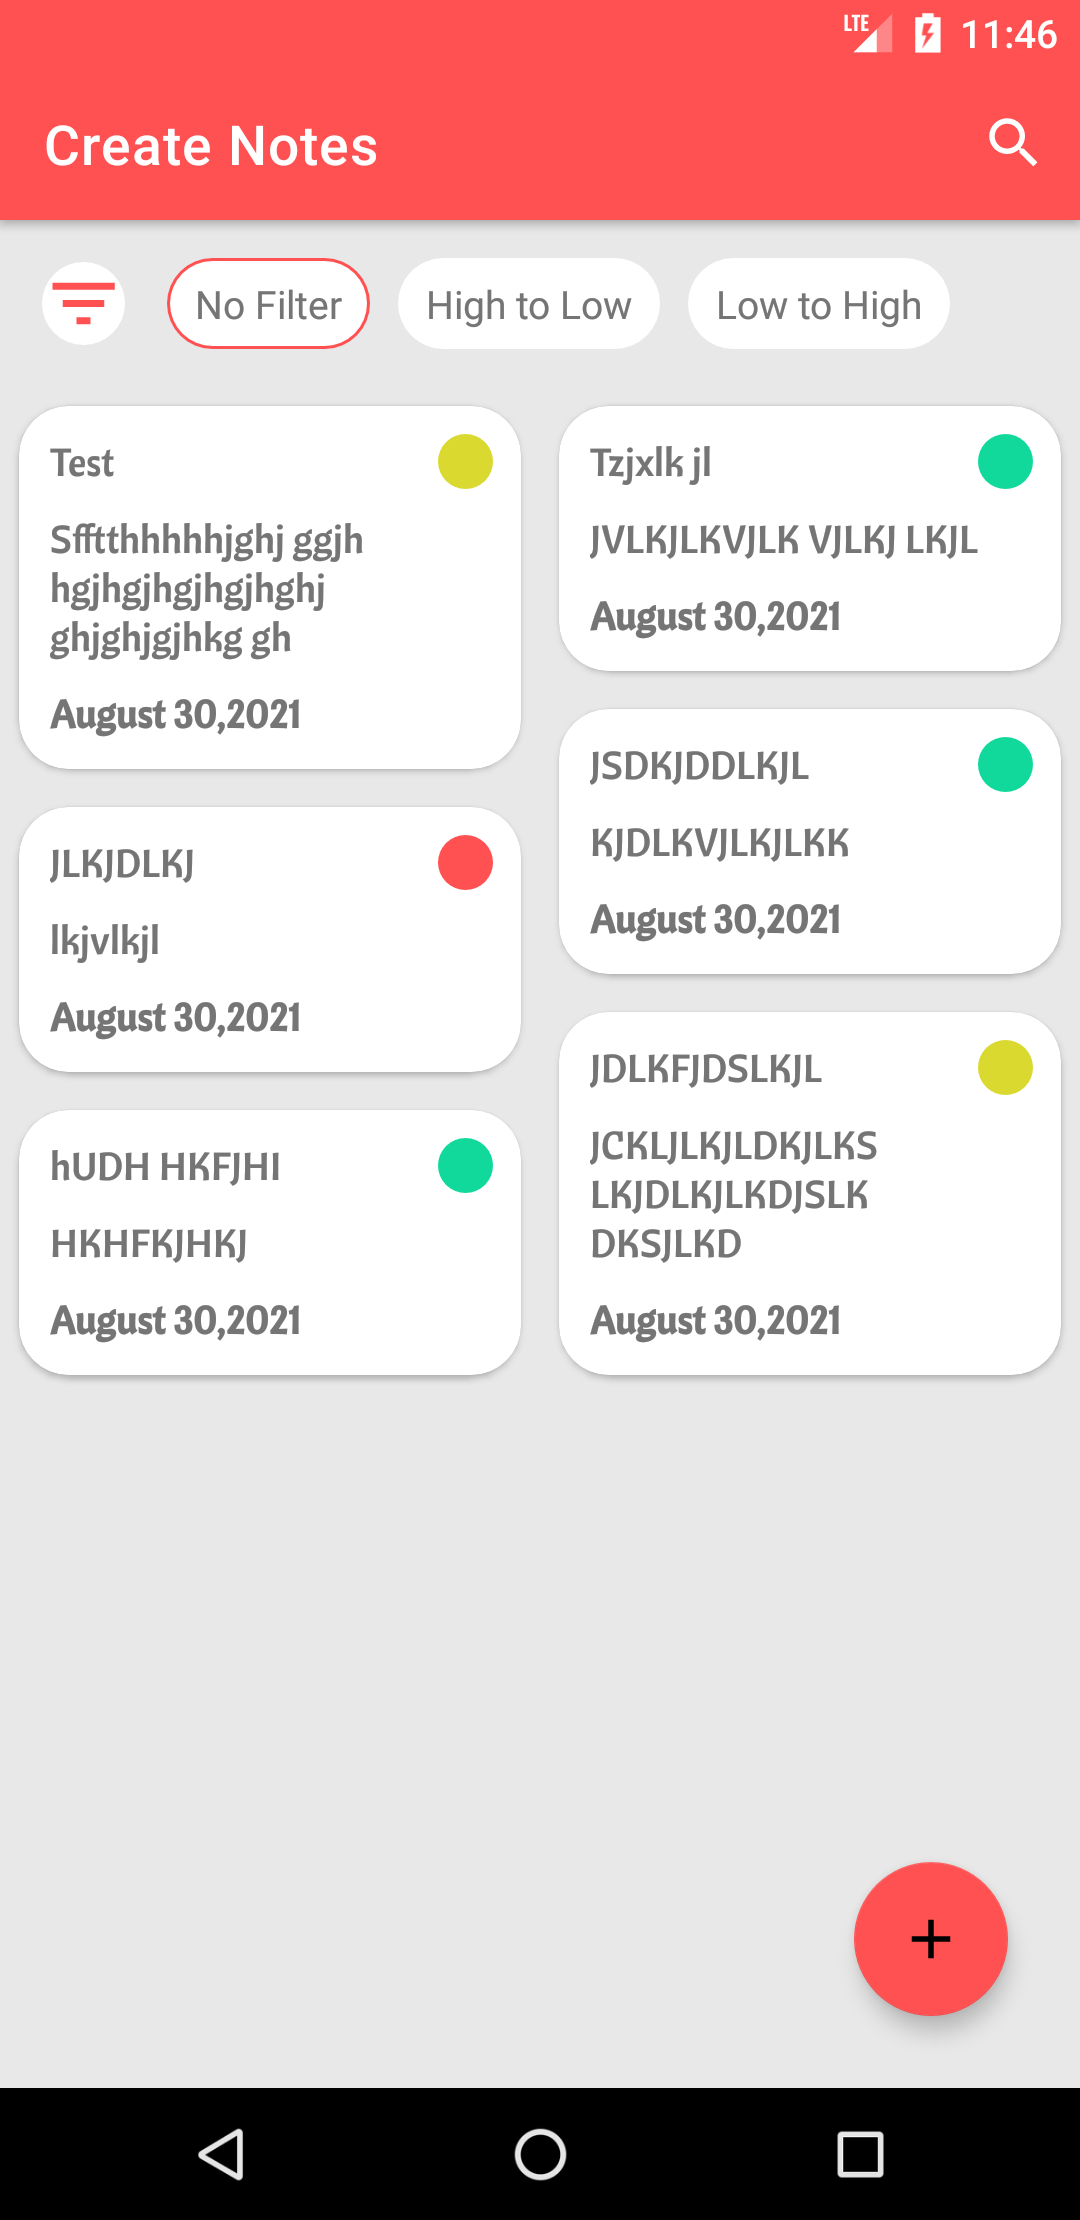 LTE 11:46
Create Notes
No Filter High to Low Low to High
Test
Sfftthhhhhjghj ggjh
hgjhgjhgjhgjhghj
ghjghjgjhkg gh
August 30,2021
JLKJDLKJ
lkjvlkjl
August 30,2021
hUDH HKFJHI
HKHFKJHKJ
August 30,2021
Tzjxlk jl
JVLKJLKVJLK VJLKJ LKJL
August 30,2021
JSDKJDDLKJL
KJDLKVJLKJLKK
August 30,2021
JDLKFJDSLKJL
JCKLJLKJLDKJLKS
LKJDLKJLKDJSLK
DKSJLKD
August 30,2021